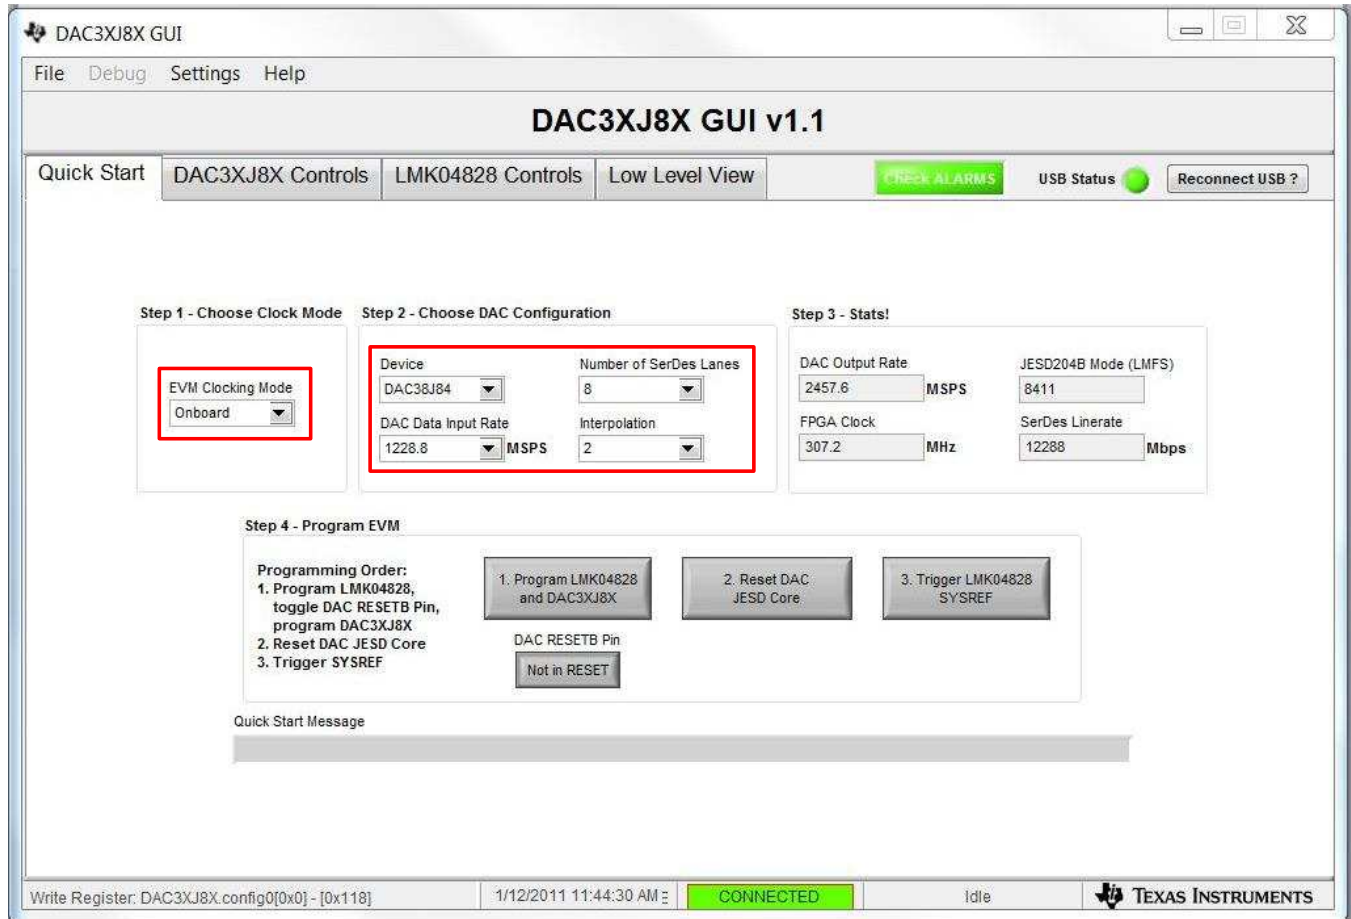 DAC3XJ8X GUI
File Debug Settings Help
DAC3XJ8X GUI v1.1
Quick Start DAC3XJ8X Controls LMK04828 Controls Low Level View Check ALARMS USB Status Reconnect USB ?
Step 1 - Choose Clock Mode Step 2 - Choose DAC Configuration Step 3 - Stats!
EVM Clocking Mode
Onboard
Device Number of SerDes Lanes
DAC38J84 8
DAC Data Input Rate Interpolation
1228.8 MSPS 2
DAC Output Rate JESD204B Mode (LMFS)
2457.6 MSPS 8411
FPGA Clock SerDes Linerate
307.2 MHz 12288 Mbps
Step 4 - Program EVM
Programming Order:
1. Program LMK04828,
toggle DAC RESETB Pin,
program DAC3XJ8X
2. Reset DAC JESD Core
3. Trigger SYSREF
1. Program LMK04828
and DAC3XJ8X
2. Reset DAC
JESD Core
3. Trigger LMK04828
SYSREF
DAC RESETB Pin
Not in RESET
Quick Start Message
Write Register: DAC3XJ8X.config0[0x0] - [0x118] 1/12/2011 11:44:30 AM CONNECTED Idle TEXAS INSTRUMENTS